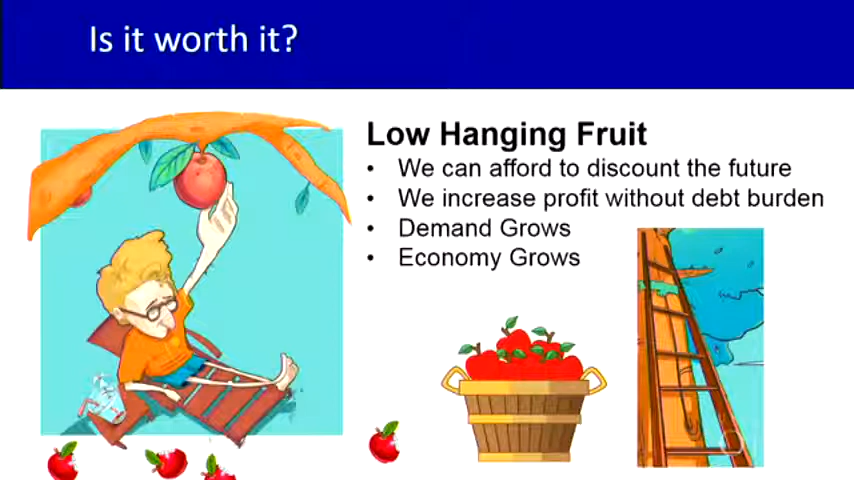 Is it worth it?
Low Hanging Fruit
• We can afford to discount the future
• We increase profit without debt burden
• Demand Grows
• Economy Grows